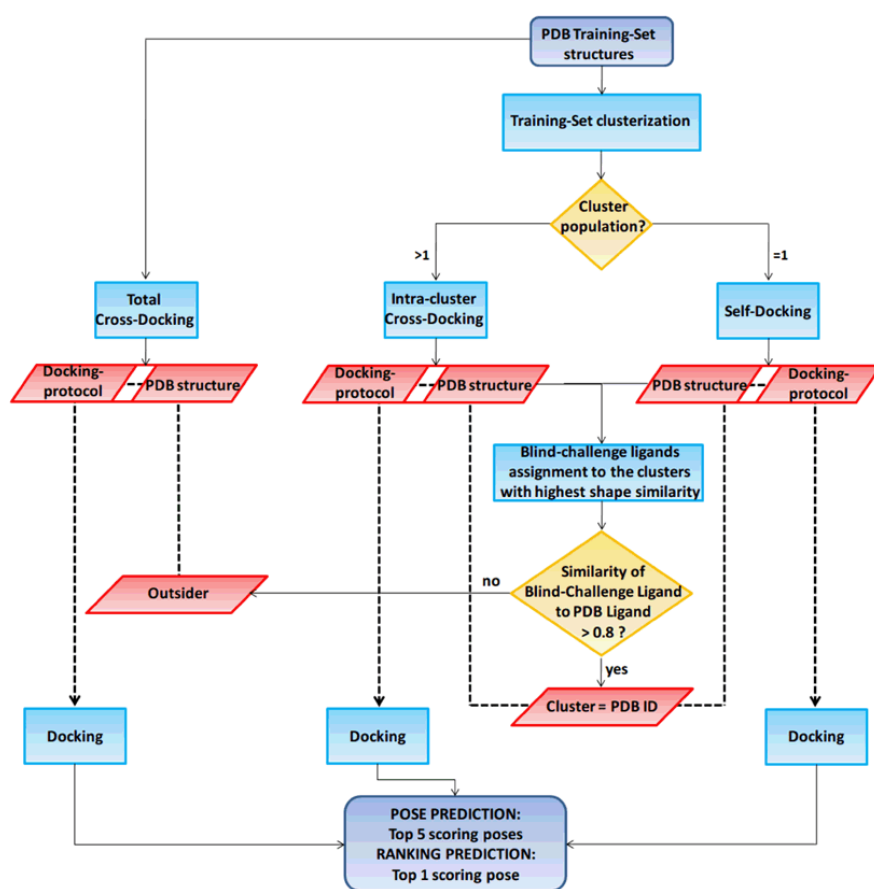 PDB Training-Set
structures
Training-Set clusterization
Cluster
population?
>1
=1
Total
Cross-Docking
Intra-cluster
Cross-Docking
Self-Docking
Docking-
protocol
PDB structure
Docking-
protocol
PDB structure
PDB structure
Docking-
protocol
Blind-challenge ligands
assignment to the clusters
with highest shape similarity
Similarity of
Blind-Challenge Ligand
to PDB Ligand
> 0.8 ?
no
Outsider
yes
Cluster = PDB ID
Docking
Docking
Docking
POSE PREDICTION:
Top 5 scoring poses
RANKING PREDICTION:
Top 1 scoring pose